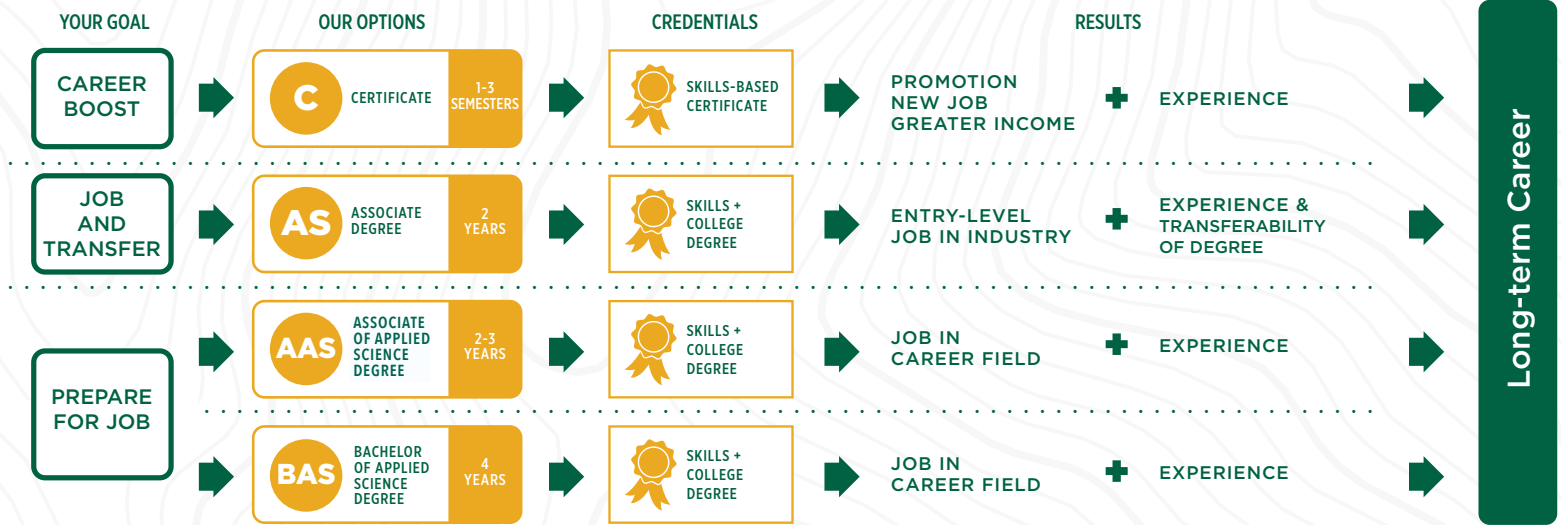 YOUR GOAL
OUR OPTIONS
CREDENTIALS
RESULTS
CAREER
BOOST
C
CERTIFICATE
1-3
SEMESTERS
SKILLS-BASED
CERTIFICATE
PROMOTION
NEW JOB
GREATER INCOME
+
EXPERIENCE
JOB
AND
TRANSFER
AS
ASSOCIATE
DEGREE
2
YEARS
SKILLS +
COLLEGE
DEGREE
ENTRY-LEVEL
JOB IN INDUSTRY
+
EXPERIENCE &
TRANSFERABILITY
OF DEGREE
PREPARE
FOR JOB
AAS
ASSOCIATE
OF APPLIED
SCIENCE
DEGREE
2-3
YEARS
SKILLS +
COLLEGE
DEGREE
JOB IN
CAREER FIELD
+
EXPERIENCE
BAS
BACHELOR
OF APPLIED
SCIENCE
DEGREE
4
YEARS
SKILLS +
COLLEGE
DEGREE
JOB IN
CAREER FIELD
+
EXPERIENCE
Long-term Career